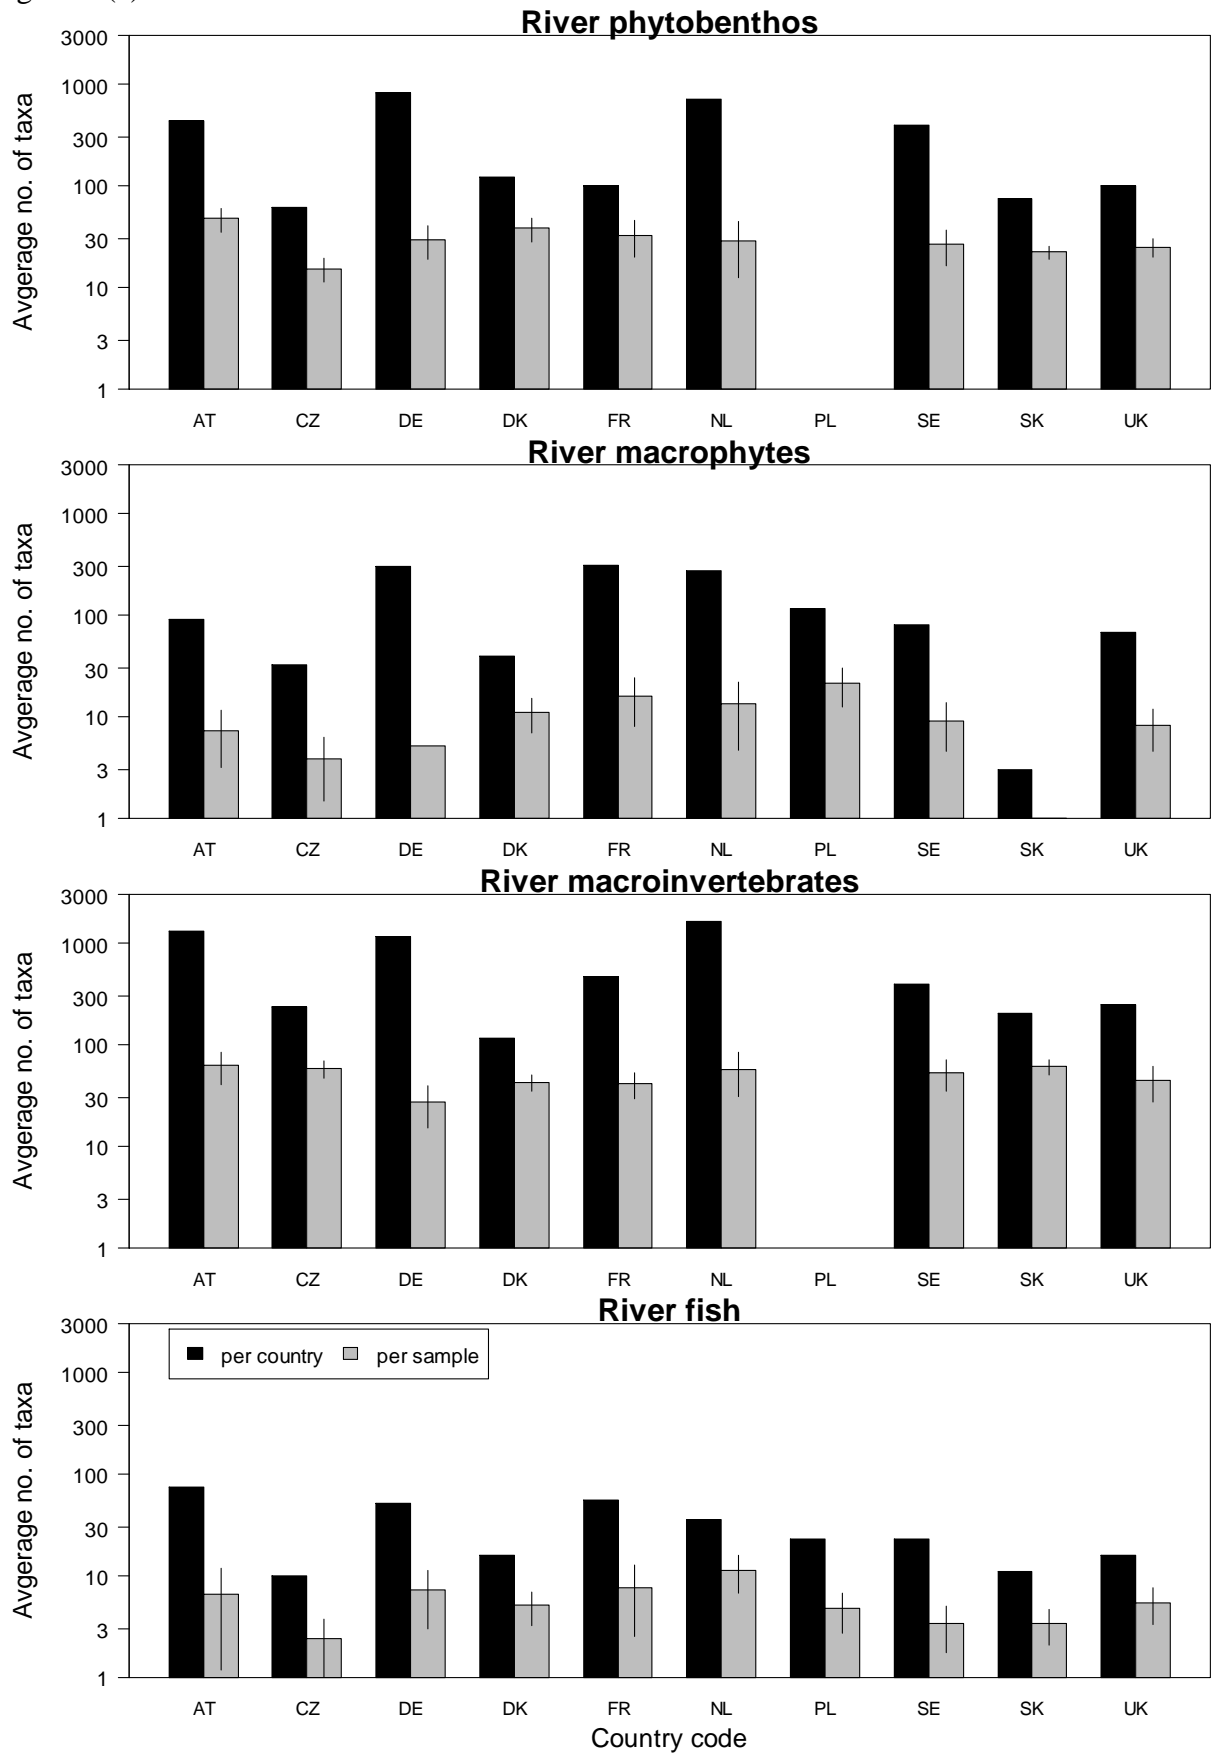 River phytobenthos
3000
1000
300
100
30
10
3
1
Avgerage no. of taxa
AT CZ DE DK FR NL PL SE SK UK
River macrophytes
3000
1000
300
100
30
10
3
1
Avgerage no. of taxa
AT CZ DE DK FR NL PL SE SK UK
River macroinvertebrates
3000
1000
300
100
30
10
3
1
Avgerage no. of taxa
AT CZ DE DK FR NL PL SE SK UK
River fish
3000
1000
300
100
30
10
3
1
Avgerage no. of taxa
per country per sample
AT CZ DE DK FR NL PL SE SK UK
Country code